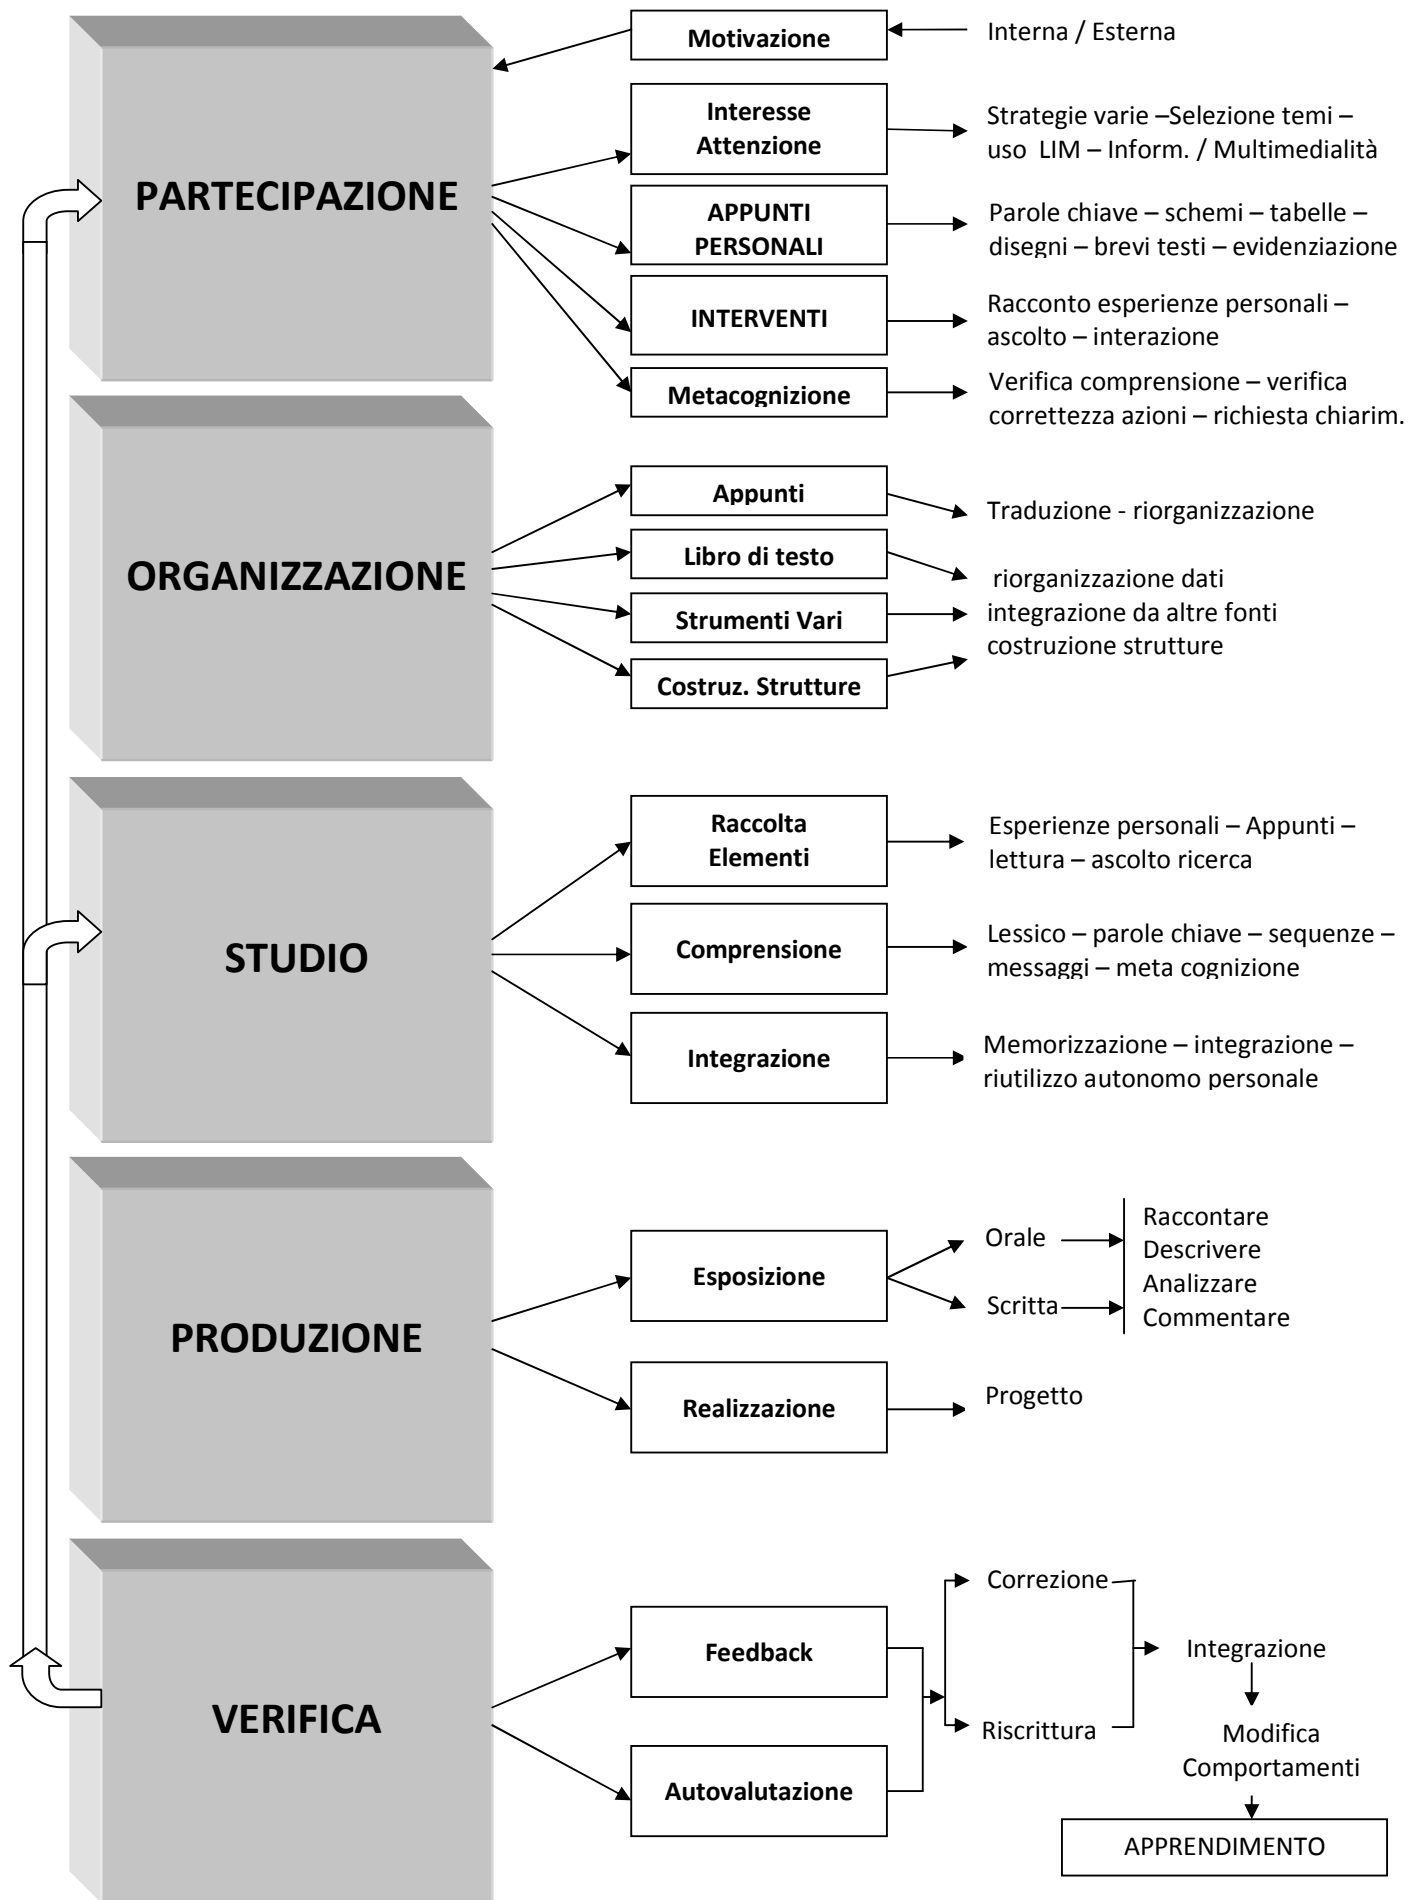 Motivazione
Interna / Esterna
Interesse
Attenzione
Strategie varie –Selezione temi –
uso LIM – Inform. / Multimedialità
PARTECIPAZIONE
APPUNTI
PERSONALI
Parole chiave – schemi – tabelle –
disegni – brevi testi – evidenziazione
INTERVENTI
Racconto esperienze personali –
ascolto – interazione
Metacognizione
Verifica comprensione – verifica
correttezza azioni – richiesta chiarim.
ORGANIZZAZIONE
Appunti
Traduzione - riorganizzazione
Libro di testo
Strumenti Vari
Costruz. Strutture
riorganizzazione dati
integrazione da altre fonti
costruzione strutture
STUDIO
Raccolta
Elementi
Esperienze personali – Appunti –
lettura – ascolto ricerca
Comprensione
Lessico – parole chiave – sequenze –
messaggi – meta cognizione
Integrazione
Memorizzazione – integrazione –
riutilizzo autonomo personale
PRODUZIONE
Esposizione
Orale
Scritta
Raccontare
Descrivere
Analizzare
Commentare
Realizzazione
Progetto
VERIFICA
Feedback
Autovalutazione
Correzione
Riscrittura
Integrazione
Modifica
Comportamenti
APPRENDIMENTO